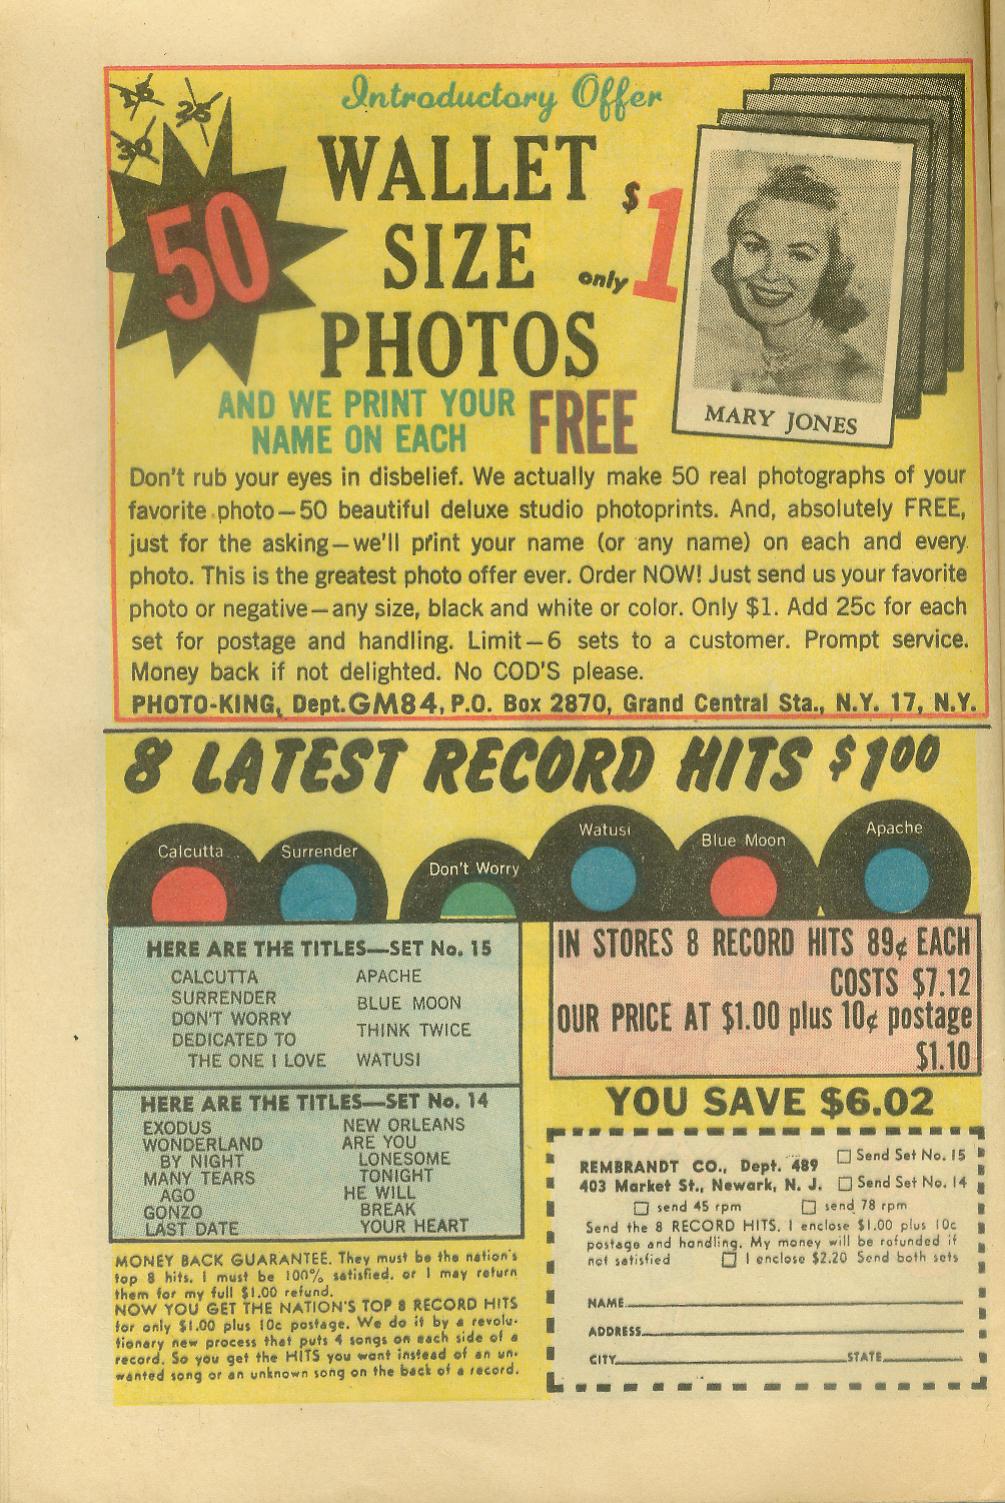 Introductory Offer
15
25
30
50
WALLET
SIZE
PHOTOS
only $1
AND WE PRINT YOUR
NAME ON EACH
FREE
MARY JONES
Don't rub your eyes in disbelief. We actually make 50 real photographs of your
favorite photo—50 beautiful deluxe studio photoprints. And, absolutely FREE,
just for the asking—we'll print your name (or any name) on each and every
photo. This is the greatest photo offer ever. Order NOW! Just send us your favorite
photo or negative—any size, black and white or color. Only $1. Add 25c for each
set for postage and handling. Limit—6 sets to a customer. Prompt service.
Money back if not delighted. No COD'S please.
PHOTO-KING, Dept.GM84, P.O. Box 2870, Grand Central Sta., N.Y. 17, N.Y.
8 LATEST RECORD HITS $1 00
Calcutta
Surrender
Don't Worry
Watusi
Blue Moon
Apache
HERE ARE THE TITLES—SET No. 15
CALCUTTA
SURRENDER
DON'T WORRY
DEDICATED TO
THE ONE I LOVE
APACHE
BLUE MOON
THINK TWICE
WATUSI
HERE ARE THE TITLES—SET No. 14
EXODUS
WONDERLAND
BY NIGHT
MANY TEARS
AGO
GONZO
LAST DATE
NEW ORLEANS
ARE YOU
LONESOME
TONIGHT
HE WILL
BREAK
YOUR HEART
MONEY BACK GUARANTEE. They must be the nation's
top 8 hits. I must be 100% satisfied, or I may return
them for my full $1.00 refund.
NOW YOU GET THE NATION'S TOP 8 RECORD HITS
for only $1.00 plus 10c postage. We do it by a revolu-
tionary new process that puts 4 songs on each side of a
record. So you get the HITS you want instead of an un-
wanted song or an unknown song on the back of a record.
IN STORES 8 RECORD HITS 89¢ EACH
COSTS $7.12
OUR PRICE AT $1.00 plus 10¢ postage
$1.10
YOU SAVE $6.02
REMBRANDT CO., Dept. 489
403 Market St., Newark, N. J.
Send Set No. 15
Send Set No. 14
send 45 rpm send 78 rpm
Send the 8 RECORD HITS. I enclose $1.00 plus 10c
postage and handling. My money will be refunded if
not satisfied I enclose $2.20 Send both sets
NAME
ADDRESS
CITY STATE